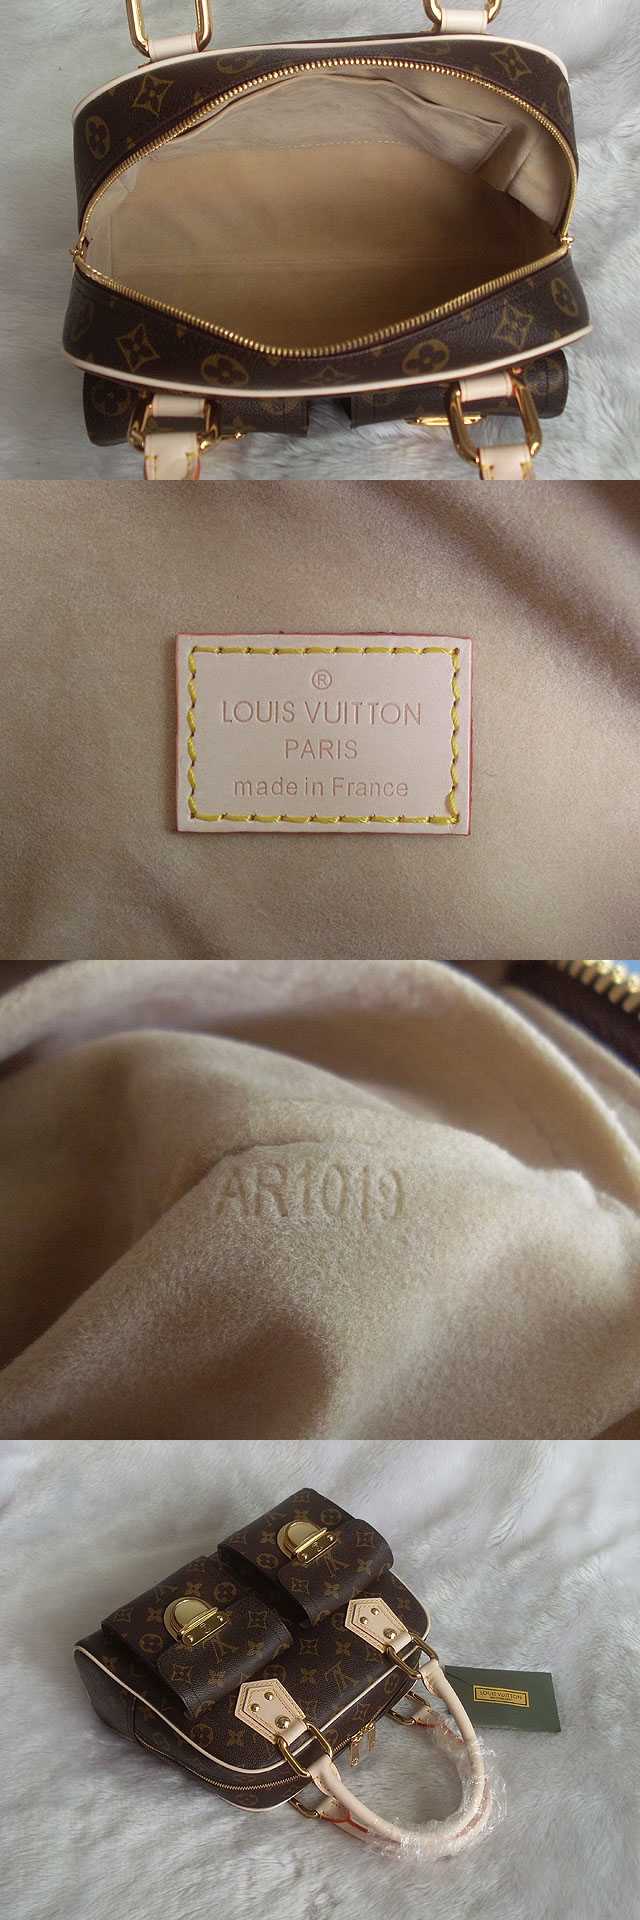 ®
LOUIS VUITTON
PARIS
made in France
AR1019
LOUIS VUITTON